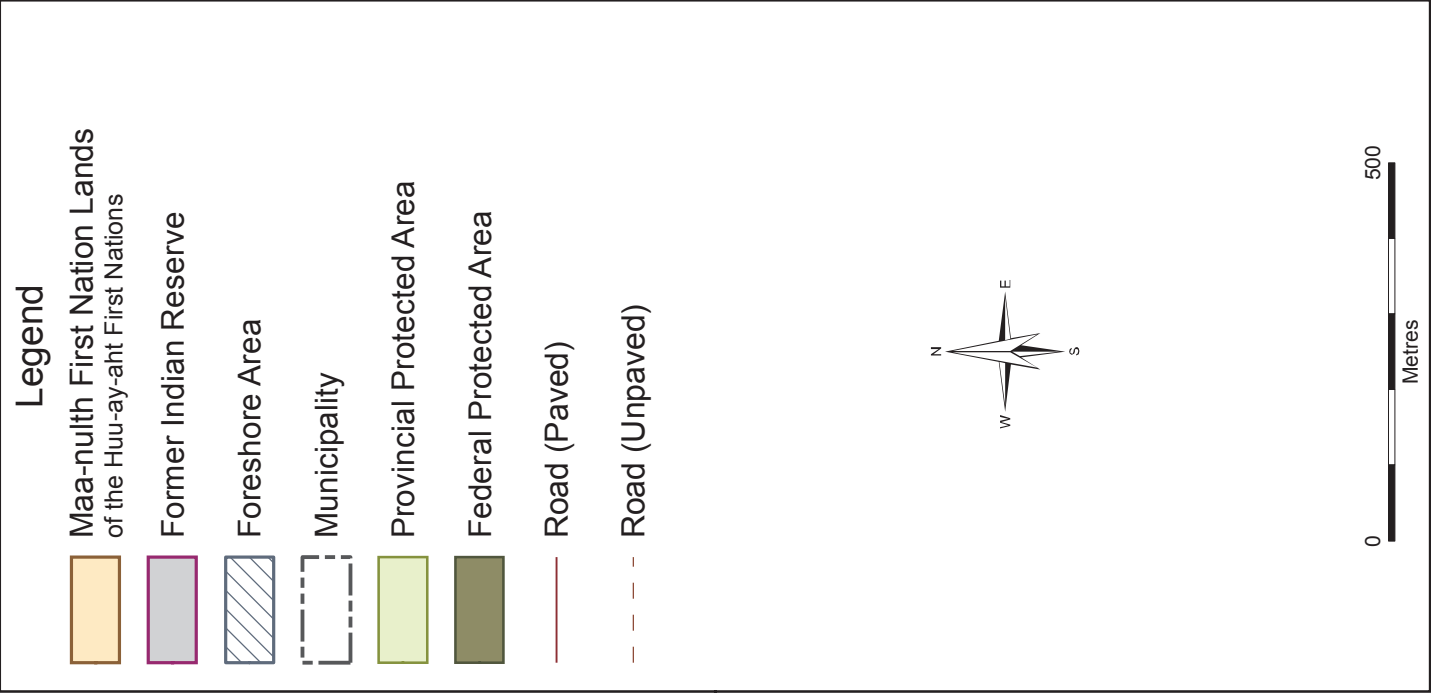 Legend
Maa-nulth First Nation Lands
of the Huu-ay-aht First Nations
Former Indian Reserve
Foreshore Area
Municipality
Provincial Protected Area
Federal Protected Area
Road (Paved)
Road (Unpaved)
N
W
E
S
0
500
Metres